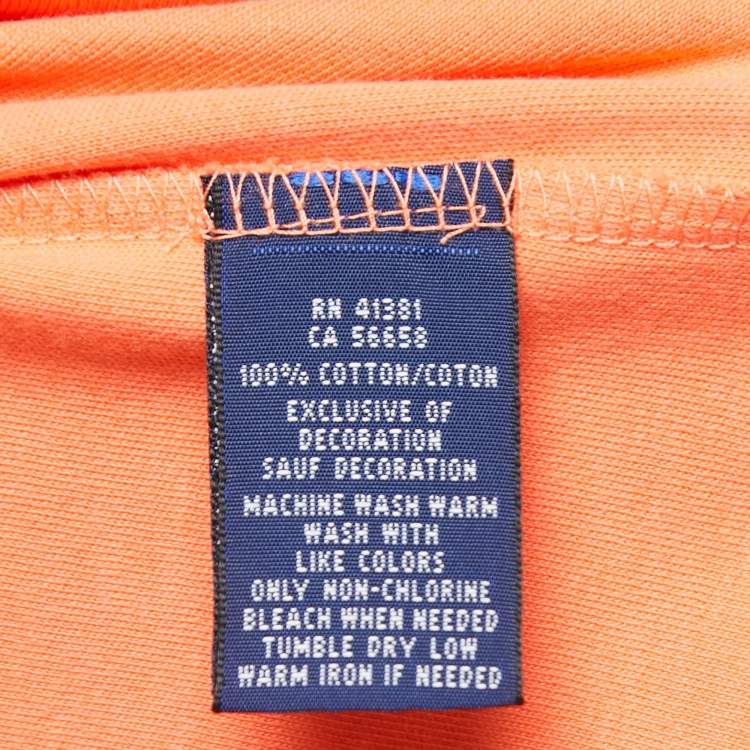 RN 41381
CA 56658
100% COTTON/COTON
EXCLUSIVE OF
DECORATION
SAUF DECORATION
MACHINE WASH WARM
WASH WITH
LIKE COLORS
ONLY NON-CHLORINE
BLEACH WHEN NEEDED
TUMBLE DRY LOW
WARM IRON IF NEEDED